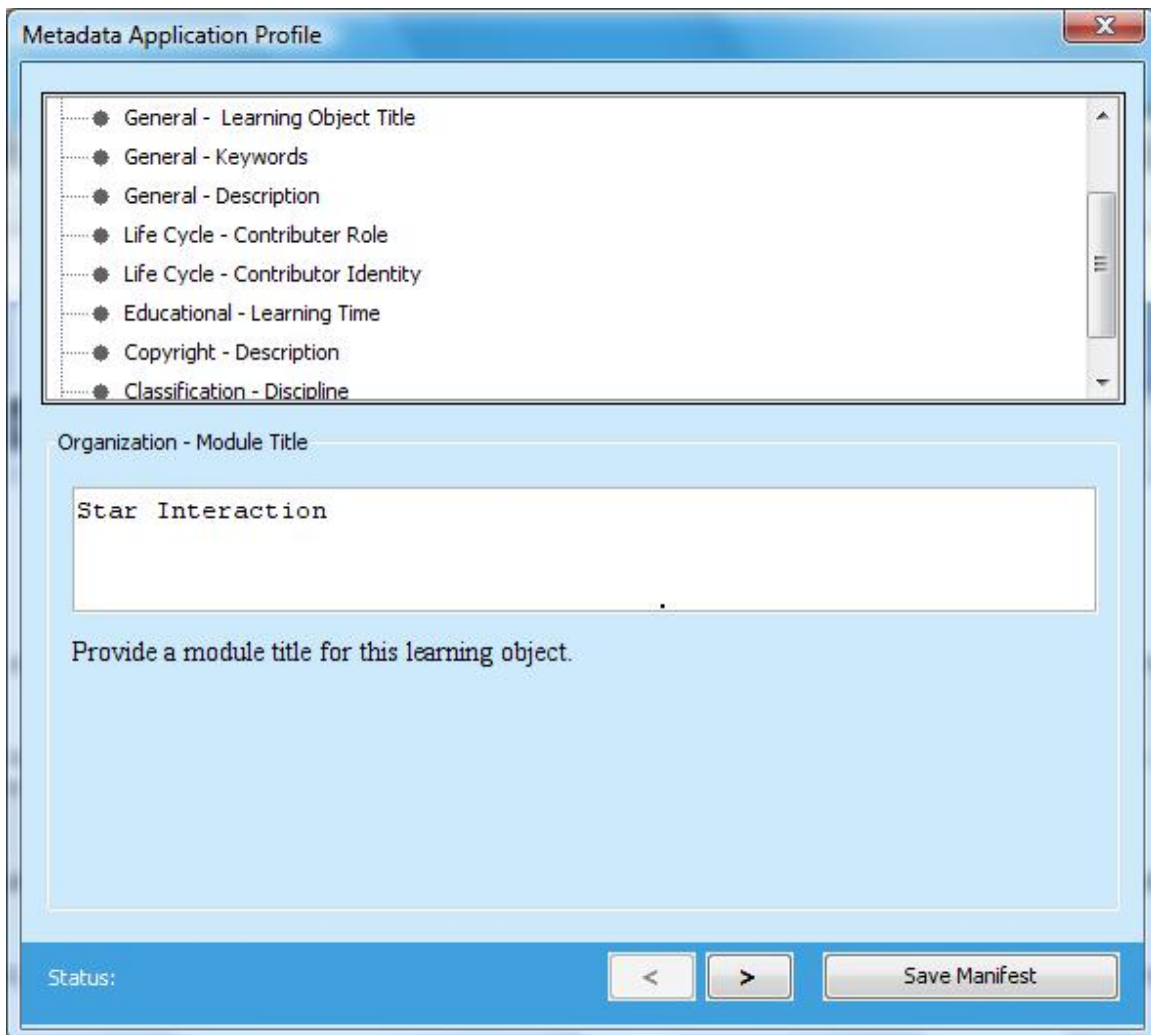 Metadata Application Profile
X
General - Learning Object Title
General - Keywords
General - Description
Life Cycle - Contributer Role
Life Cycle - Contributor Identity
Educational - Learning Time
Copyright - Description
Classification - Discipline
Organization - Module Title
Star Interaction
.
Provide a module title for this learning object.
Status:
<
>
Save Manifest